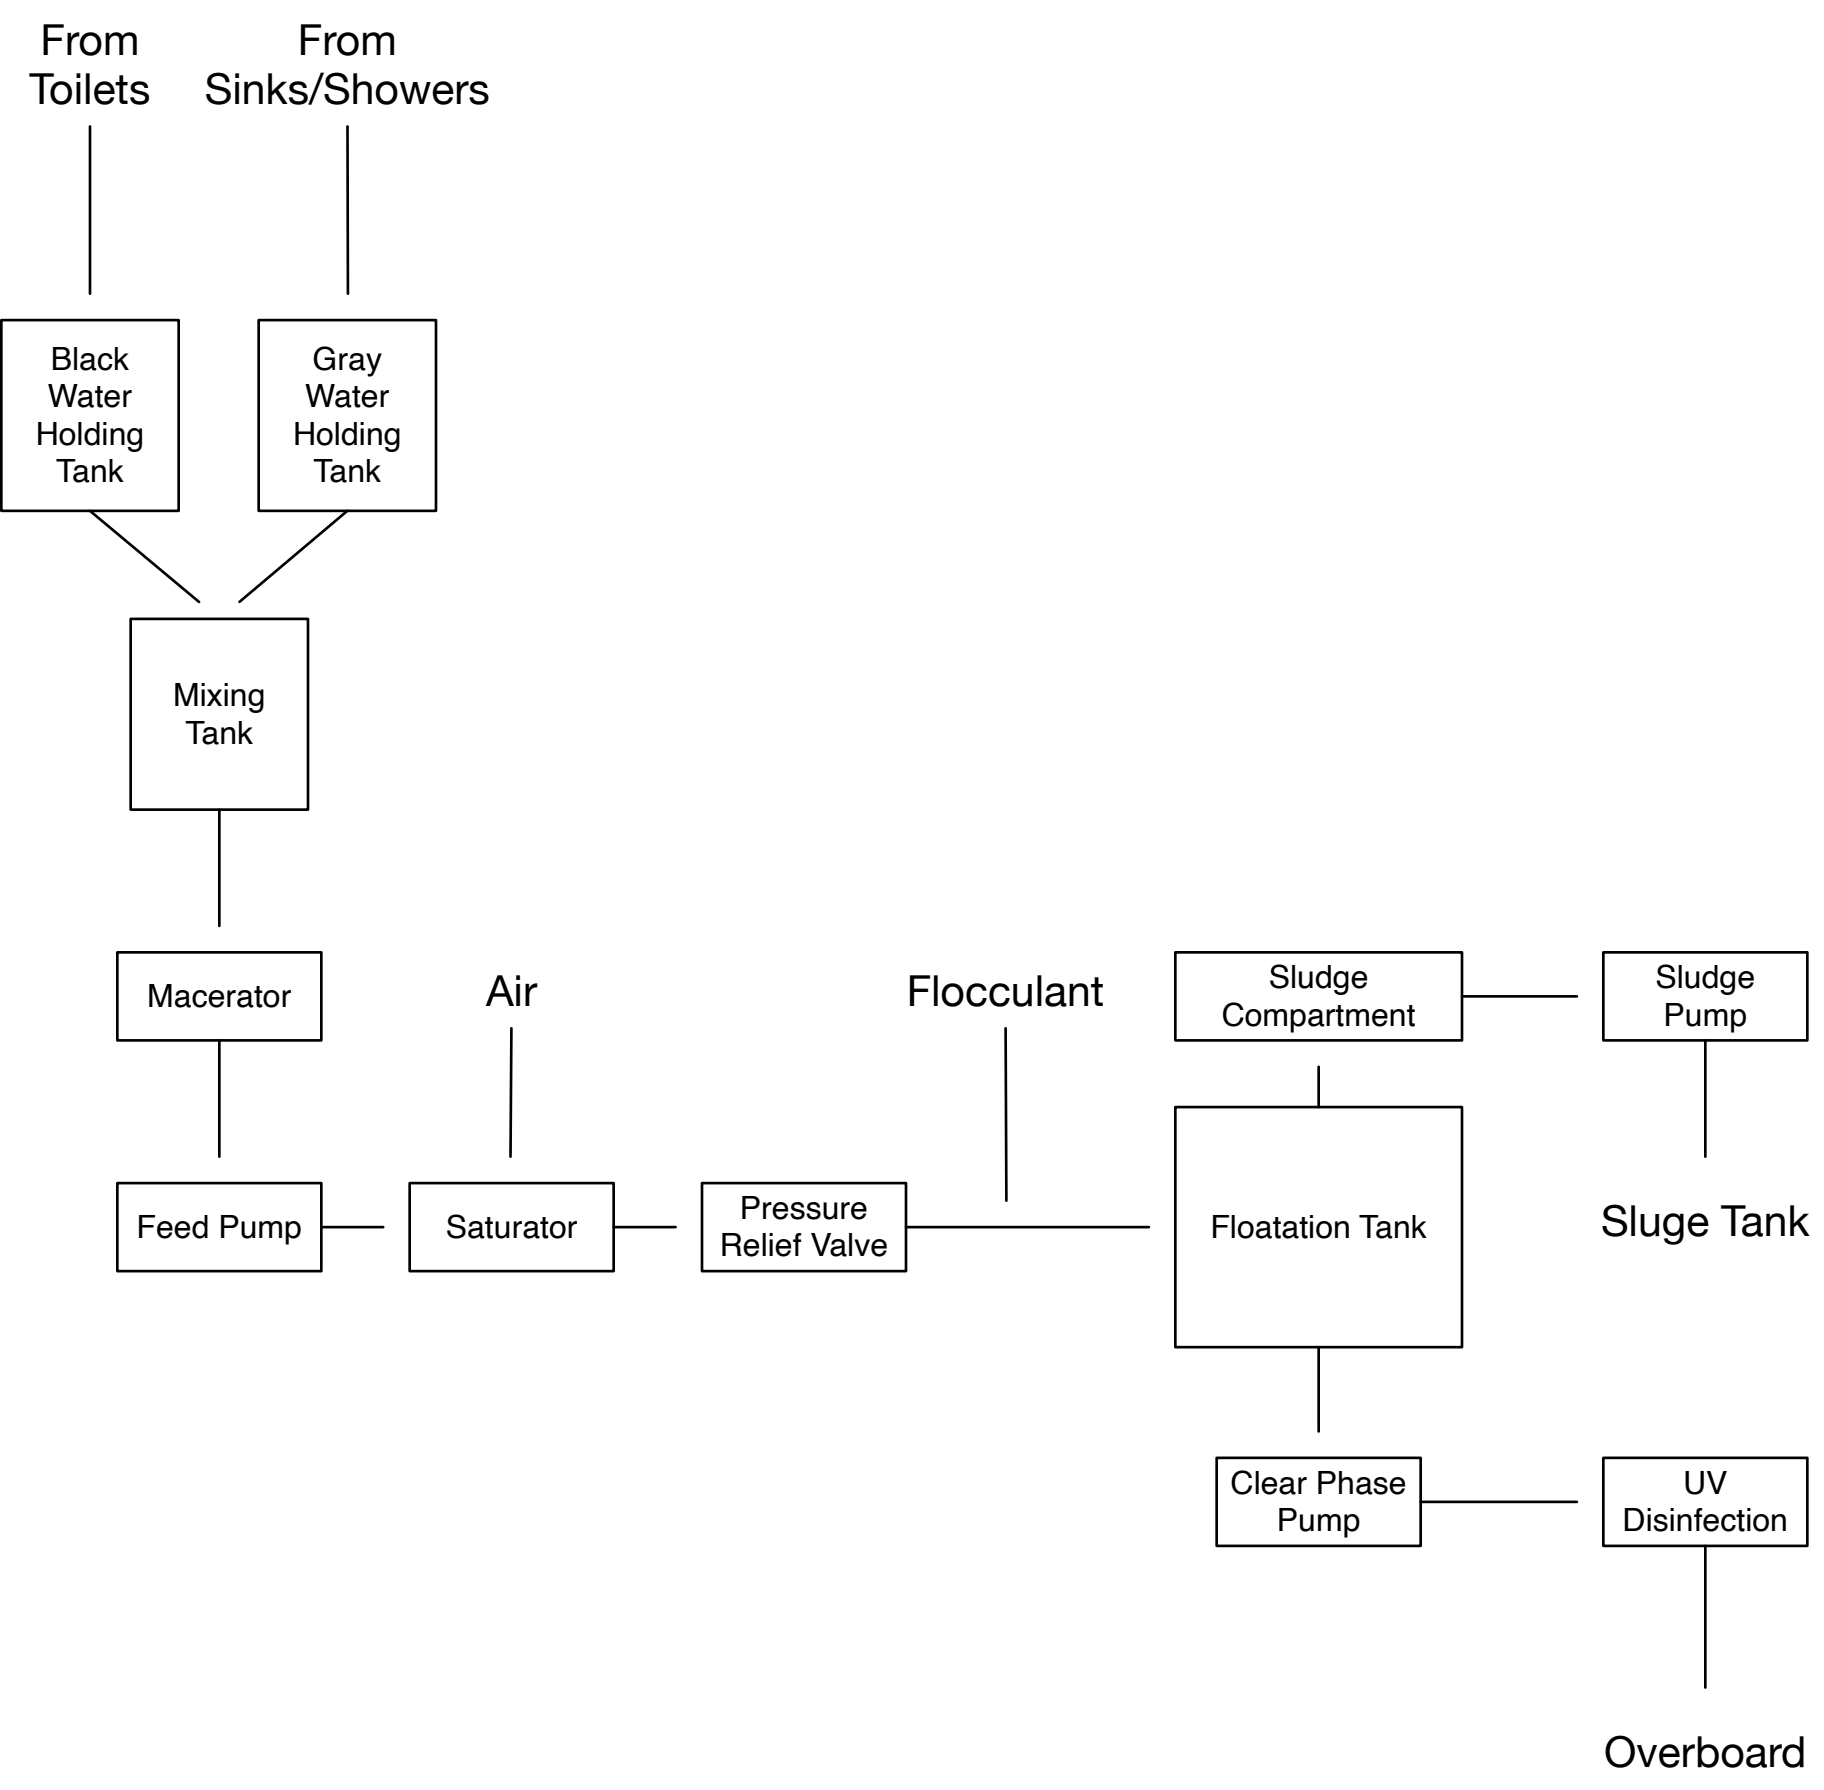 From
Toilets
From
Sinks/Showers
Black
Water
Holding
Tank
Gray
Water
Holding
Tank
Mixing
Tank
Macerator
Air
Flocculant
Sludge
Compartment
Sludge
Pump
Feed Pump
Saturator
Pressure
Relief Valve
Floatation Tank
Sluge Tank
Clear Phase
Pump
UV
Disinfection
Overboard